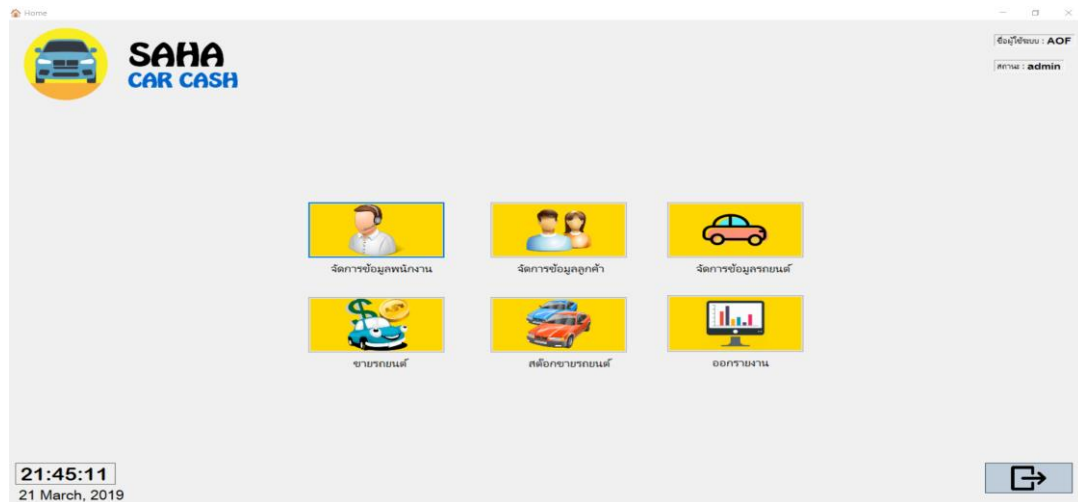 Home
SAHA
CAR CASH
ชื่อผู้ใช้ระบบ : AOF
สถานะ : admin
จัดการข้อมูลพนักงาน
จัดการข้อมูลลูกค้า
จัดการข้อมูลรถยนต์
ขายรถยนต์
สต๊อกขายรถยนต์
ออกรายงาน
21:45:11
21 March, 2019